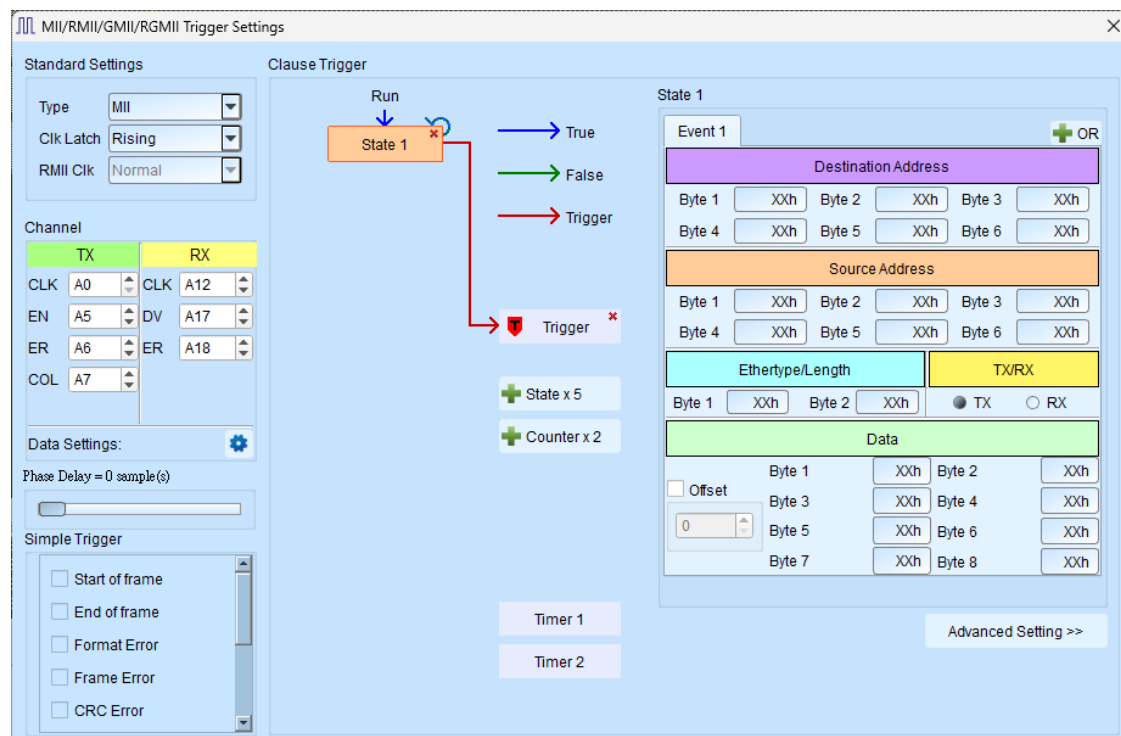 MII/RMII/GMII/RGMII Trigger Settings
Standard Settings
Type MII
Clk Latch Rising
RMII Clk Normal
Channel
TX RX
CLK A0 CLK A12
EN A5 DV A17
ER A6 ER A18
COL A7
Data Settings:
Phase Delay = 0 sample(s)
Simple Trigger
Start of frame
End of frame
Format Error
Frame Error
CRC Error
Clause Trigger
Run
State 1
True
False
Trigger
T Trigger
State x 5
Counter x 2
Timer 1
Timer 2
State 1
Event 1 OR
Destination Address
Byte 1 XXh Byte 2 XXh Byte 3 XXh
Byte 4 XXh Byte 5 XXh Byte 6 XXh
Source Address
Byte 1 XXh Byte 2 XXh Byte 3 XXh
Byte 4 XXh Byte 5 XXh Byte 6 XXh
Ethertype/Length TX/RX
Byte 1 XXh Byte 2 XXh TX RX
Data
Offset
0
Byte 1 XXh Byte 2 XXh
Byte 3 XXh Byte 4 XXh
Byte 5 XXh Byte 6 XXh
Byte 7 XXh Byte 8 XXh
Advanced Setting >>